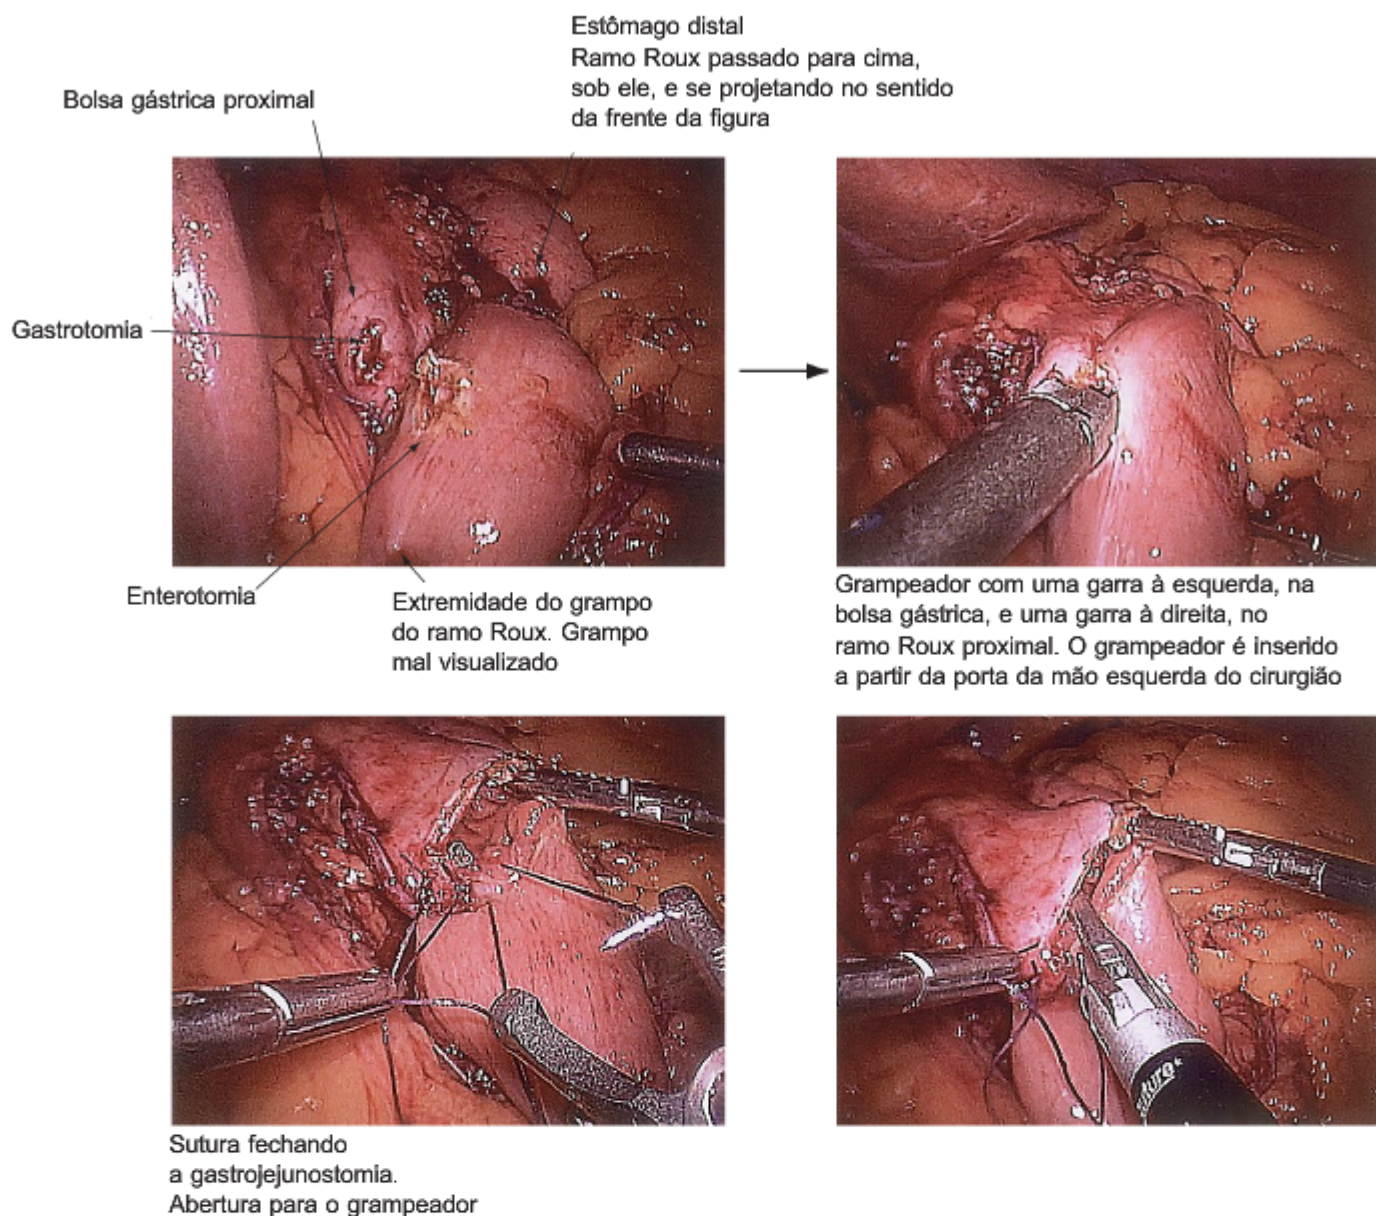 Estômago distal
Ramo Roux passado para cima,
sob ele, e se projetando no sentido
da frente da figura
Bolsa gástrica proximal
Gastrotomia
Enterotomia
Extremidade do grampo
do ramo Roux. Grampo
mal visualizado
Grampeador com uma garra à esquerda, na
bolsa gástrica, e uma garra à direita, no
ramo Roux proximal. O grampeador é inserido
a partir da porta da mão esquerda do cirurgião
Sutura fechando
a gastrojejunostomia.
Abertura para o grampeador